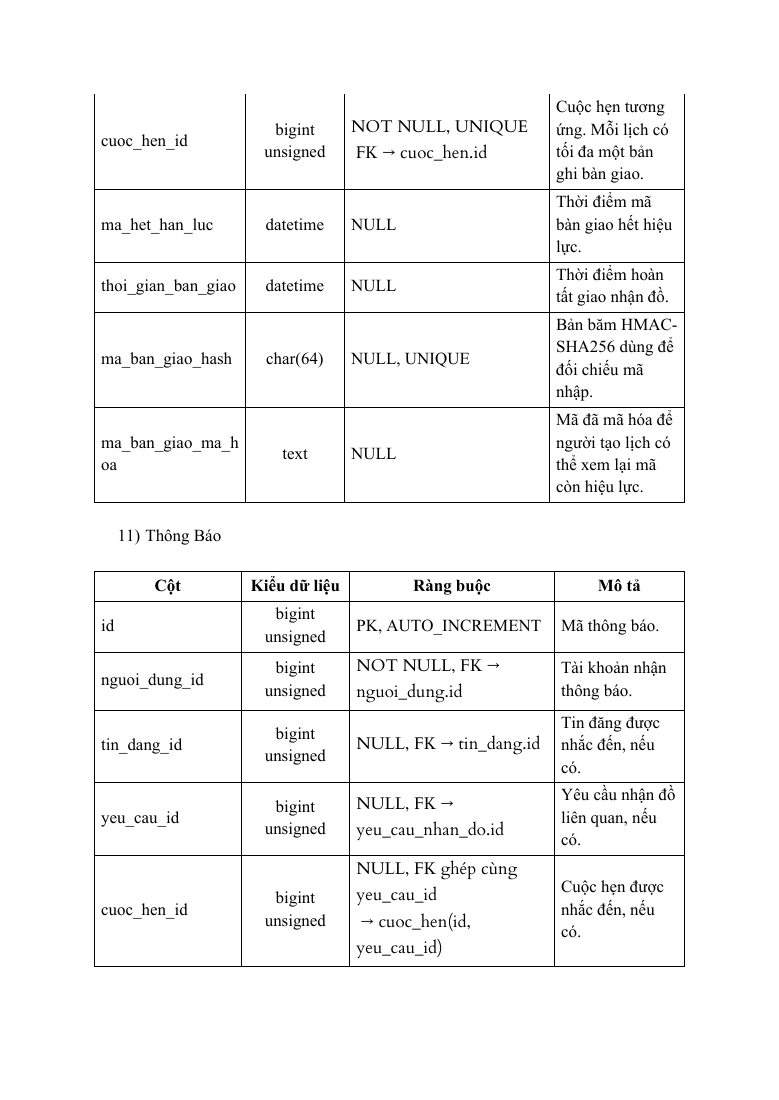 cuoc_hen_id
bigint
unsigned
NOT NULL, UNIQUE
FK → cuoc_hen.id
Cuộc hẹn tương
ứng. Mỗi lịch có
tối đa một bản
ghi bàn giao.
ma_het_han_luc
datetime
NULL
Thời điểm mã
bàn giao hết hiệu
lực.
thoi_gian_ban_giao
datetime
NULL
Thời điểm hoàn
tất giao nhận đồ.
ma_ban_giao_hash
char(64)
NULL, UNIQUE
Bản băm HMAC-
SHA256 dùng để
đối chiếu mã
nhập.
ma_ban_giao_ma_h
oa
text
NULL
Mã đã mã hóa để
người tạo lịch có
thể xem lại mã
còn hiệu lực.
11) Thông Báo
Cột
Kiểu dữ liệu
Ràng buộc
Mô tả
id
bigint
unsigned
PK, AUTO_INCREMENT
Mã thông báo.
nguoi_dung_id
bigint
unsigned
NOT NULL, FK →
nguoi_dung.id
Tài khoản nhận
thông báo.
tin_dang_id
bigint
unsigned
NULL, FK → tin_dang.id
Tin đăng được
nhắc đến, nếu
có.
yeu_cau_id
bigint
unsigned
NULL, FK →
yeu_cau_nhan_do.id
Yêu cầu nhận đồ
liên quan, nếu
có.
cuoc_hen_id
bigint
unsigned
NULL, FK ghép cùng
yeu_cau_id
→ cuoc_hen(id,
yeu_cau_id)
Cuộc hẹn được
nhắc đến, nếu
có.